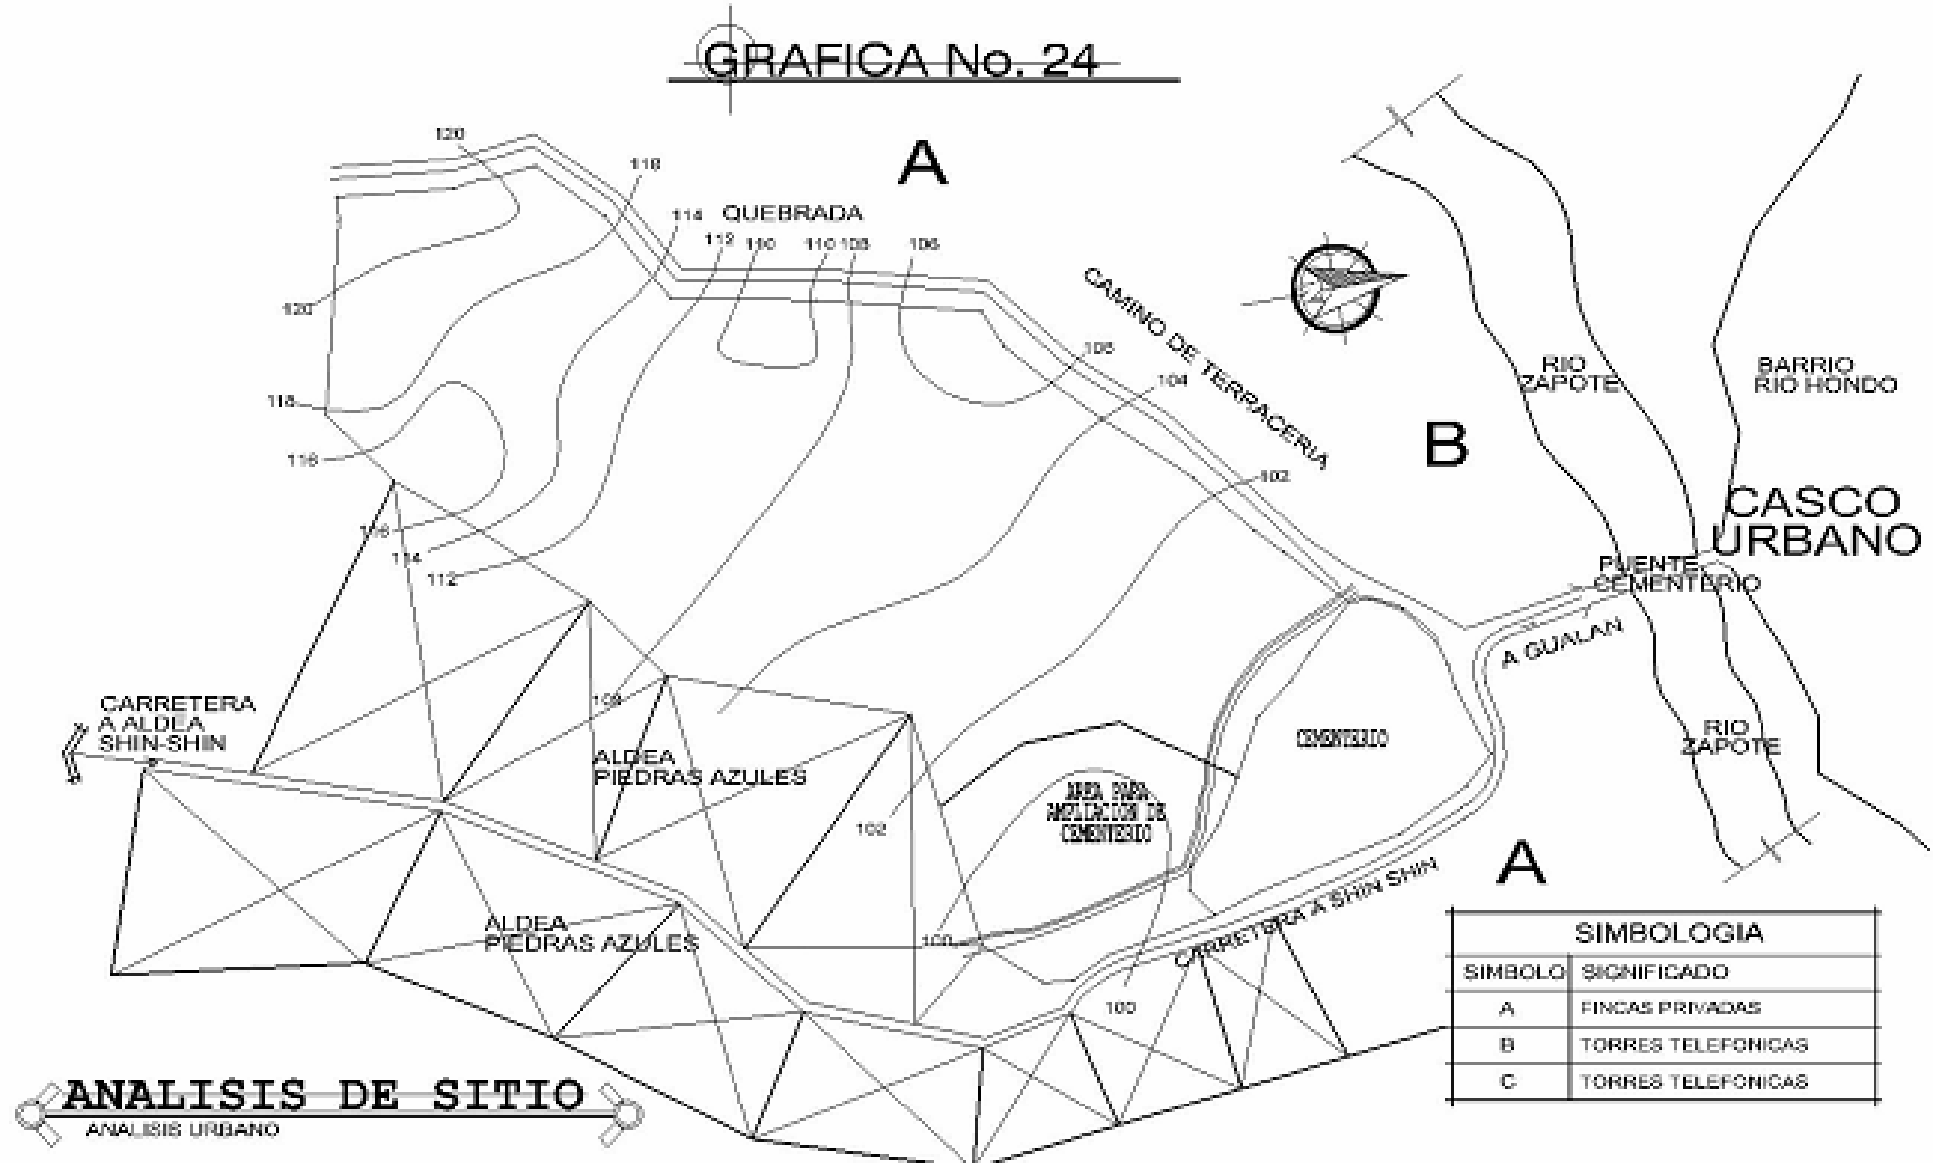 GRAFICA No. 24
A
120
118
114
QUEBRADA
112
110
110
108
106
CAMINO DE TERRACERIA
120
106
104
RIO
ZAPOTE
BARRIO
RIO HONDO
118
116
B
102
CASCO
URBANO
116
114
112
PUENTE
CEMENTERIO
A GUALAN
CARRETERA
A ALDEA
SHIN-SHIN
108
ALDEA
PIEDRAS AZULES
CEMENTERIO
RIO
ZAPOTE
AREA PARA
AMPLIACION DE
CEMENTERIO
102
A
CARRETERA A SHIN SHIN
ALDEA
PIEDRAS AZULES
100
100
SIMBOLOGIA
SIMBOLO SIGNIFICADO
A FINCAS PRIVADAS
B TORRES TELEFONICAS
C TORRES TELEFONICAS
ANALISIS DE SITIO
ANALISIS URBANO